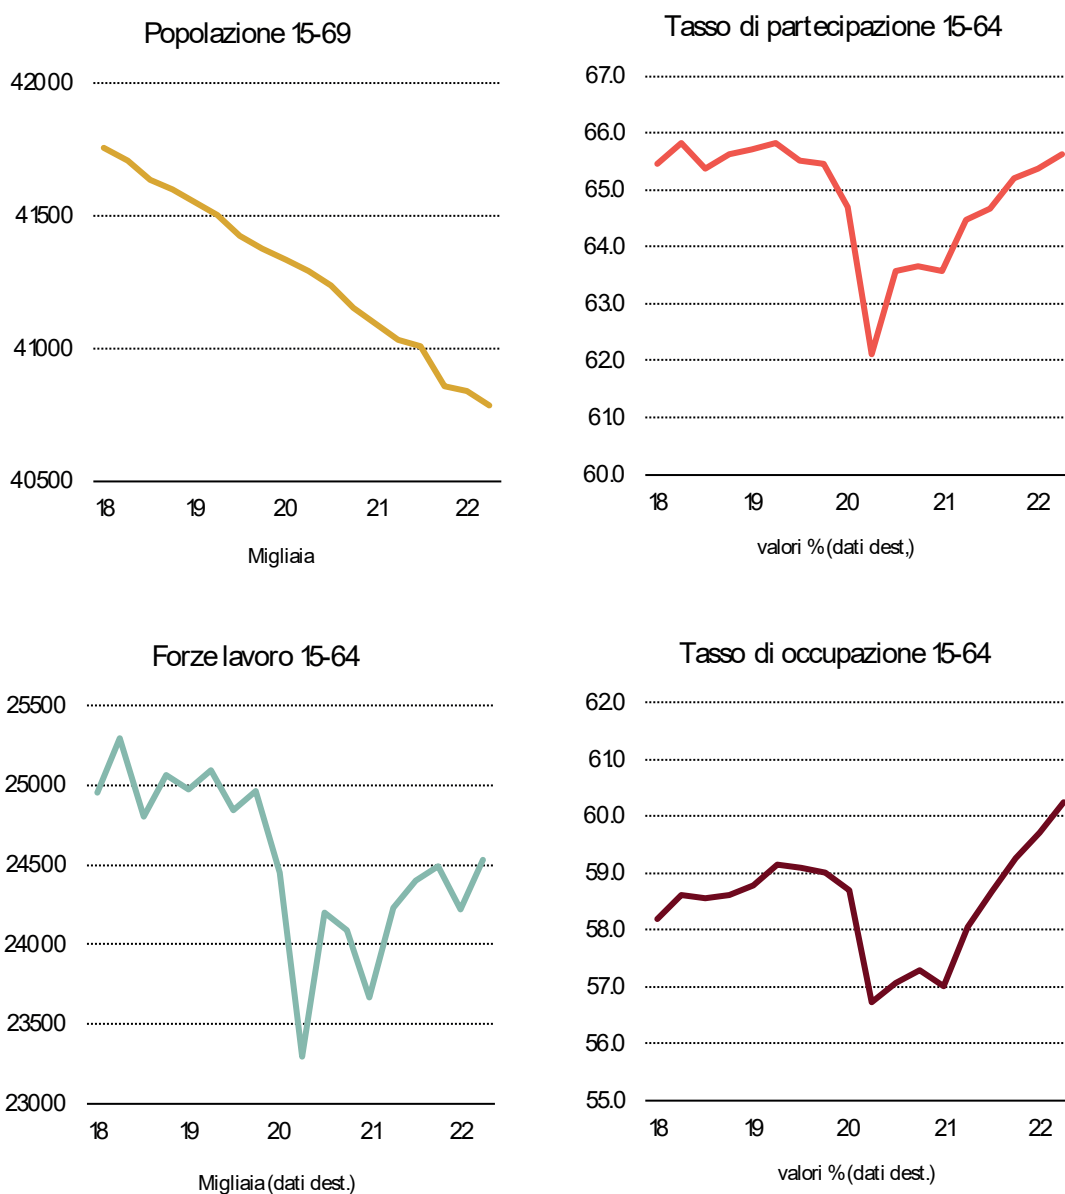 Popolazione 15-69
42000
41500
41000
40500
18 19 20 21 22
Migliaia
Tasso di partecipazione 15-64
67.0
66.0
65.0
64.0
63.0
62.0
61.0
60.0
18 19 20 21 22
valori % (dati dest,)
Forze lavoro 15-64
25500
25000
24500
24000
23500
23000
18 19 20 21 22
Migliaia (dati dest.)
Tasso di occupazione 15-64
62.0
61.0
60.0
59.0
58.0
57.0
56.0
55.0
18 19 20 21 22
valori % (dati dest.)